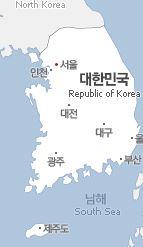 North Korea
서울
인천
대한민국
Republic of Korea
대전
대구
울
광주
부산
남해
South Sea
제주도